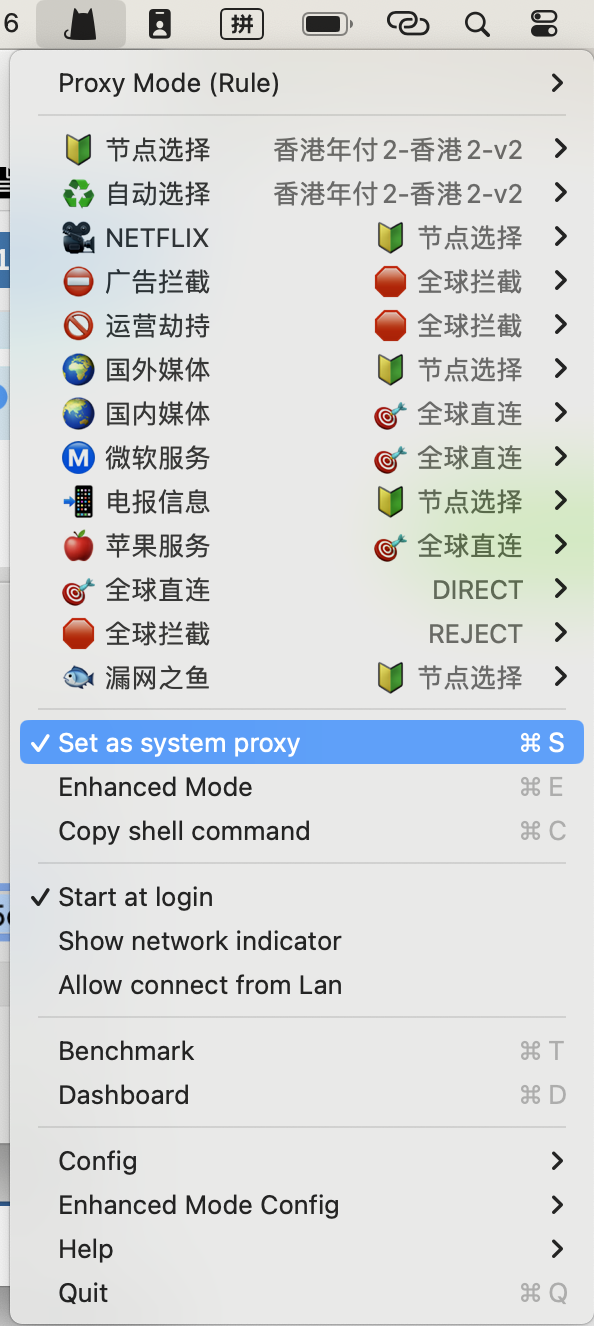 6
拼
Proxy Mode (Rule)
节点选择 香港年付2-香港2-v2
自动选择 香港年付2-香港2-v2
NETFLIX 节点选择
广告拦截 全球拦截
运营劫持 全球拦截
国外媒体 节点选择
国内媒体 全球直连
M 微软服务 全球直连
电报信息 节点选择
苹果服务 全球直连
全球直连 DIRECT
全球拦截 REJECT
漏网之鱼 节点选择
✓ Set as system proxy ⌘ S
Enhanced Mode ⌘ E
Copy shell command ⌘ C
✓ Start at login
Show network indicator
Allow connect from Lan
Benchmark ⌘ T
Dashboard ⌘ D
Config
Enhanced Mode Config
Help
Quit ⌘ Q